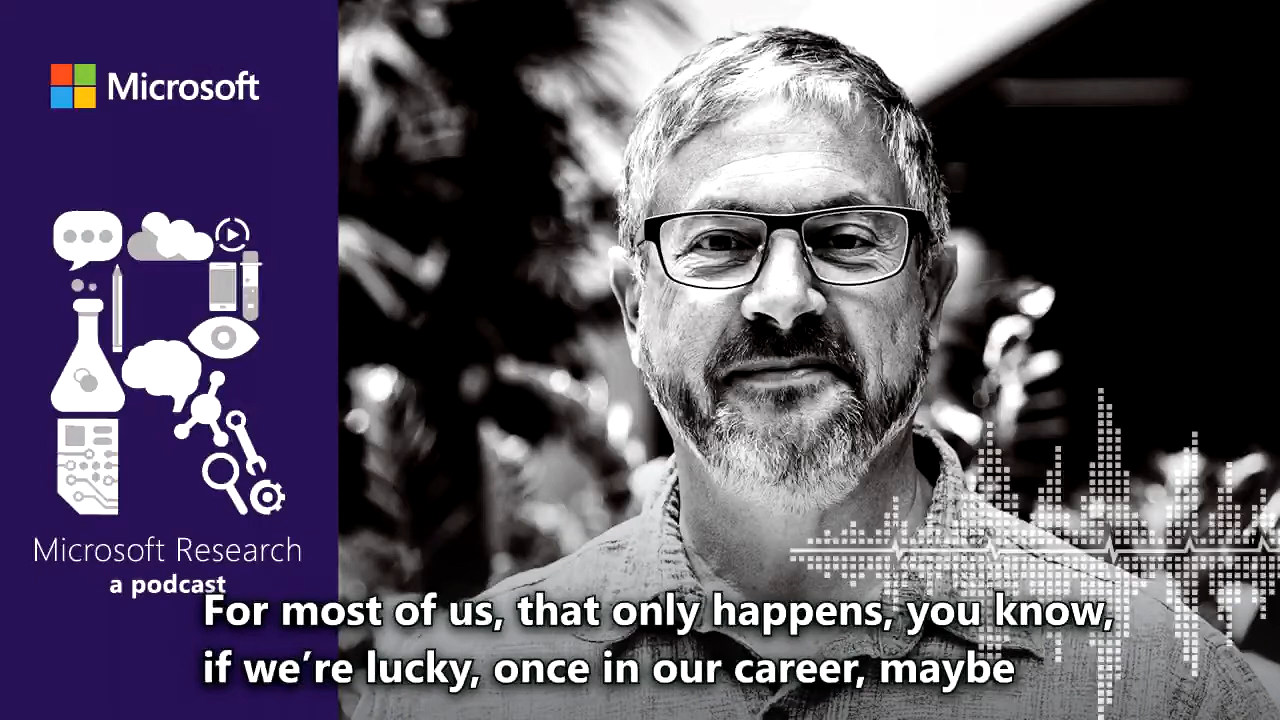 Microsoft
Microsoft Research
a podcast
For most of us, that only happens, you know,
if we’re lucky, once in our career, maybe